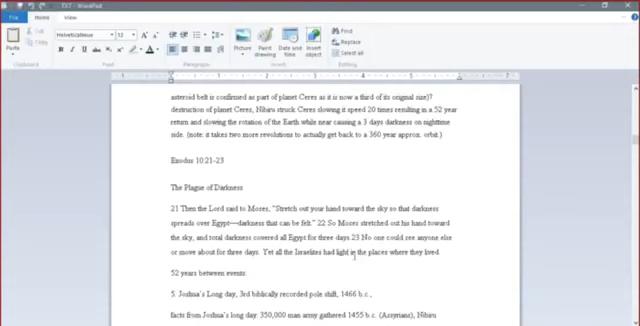 TXT - WordPad
File Home View
Paste
Cut
Copy
Clipboard
HelveticaNeue 12
Font
Paragraph
Picture
Paint drawing
Date and time
Insert object
Insert
Find
Replace
Select all
Editing
asteroid belt is confirmed as part of planet Ceres as it is now a third of its original size)?
destruction of planet Ceres, Nibiru struck Ceres slowing it speed 20 times resulting in a 52 year
return and slowing the rotation of the Earth while near causing a 3 days darkness on nighttime
side. (note: it takes two more revolutions to actually get back to a 360 year approx. orbit.)
Exodus 10:21-23
The Plague of Darkness
21 Then the Lord said to Moses, "Stretch out your hand toward the sky so that darkness
spreads over Egypt—darkness that can be felt." 22 So Moses stretched out his hand toward
the sky, and total darkness covered all Egypt for three days.23 No one could see anyone else
or move about for three days. Yet all the Israelites had light in the places where they lived.
52 years between events.
5. Joshua's Long day, 3rd biblically recorded pole shift, 1466 b.c.,
facts from Joshua's long day: 350,000 man army gathered 1455 b.c. (Assyrians), Nibiru